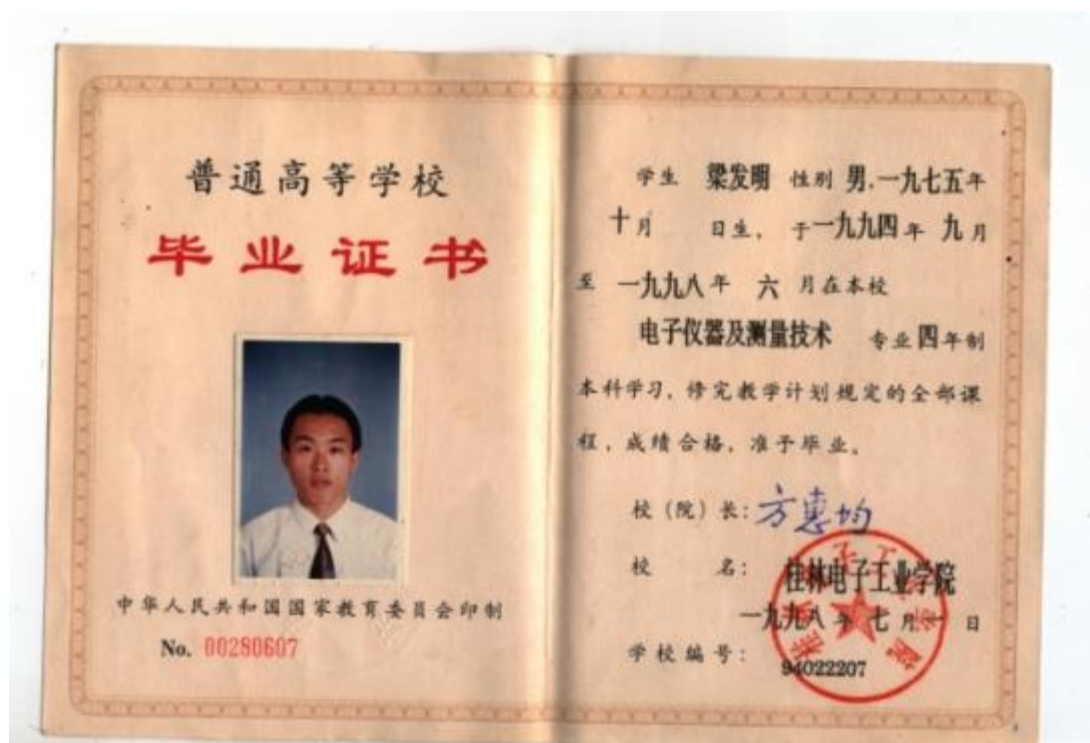 普通高等学校
毕业证书
中华人民共和国国家教育委员会印制
No. 00280607
学生 梁发明 性别 男,一九七五年
十月 日生, 于一九九四年 九月
至 一九九八年 六 月在本校
电子仪器及测量技术 专业四年制
本科学习, 修完教学计划规定的全部课
程, 成绩合格, 准予毕业。
校(院)长: 方惠均
校 名: 桂林电子工业学院
一九九八年七月一日
学校编号: 94022207